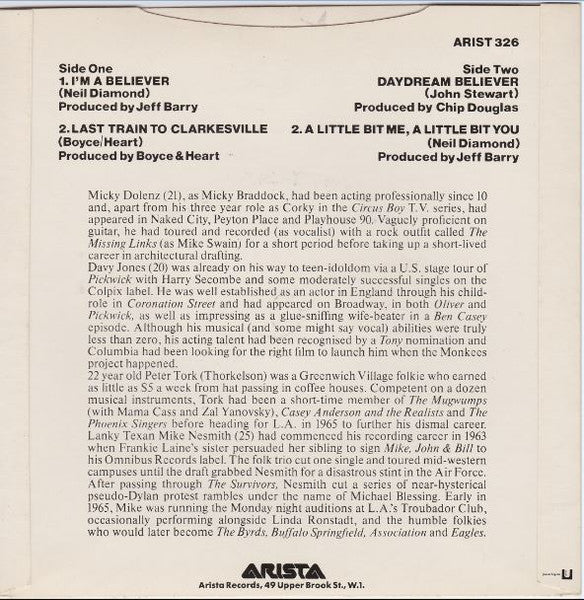 ARIST 326
Side One
1. I'M A BELIEVER
(Neil Diamond)
Produced by Jeff Barry
2. LAST TRAIN TO CLARKESVILLE
(Boyce/Heart)
Produced by Boyce & Heart
Side Two
DAYDREAM BELIEVER
(John Stewart)
Produced by Chip Douglas
2. A LITTLE BIT ME, A LITTLE BIT YOU
(Neil Diamond)
Produced by Jeff Barry
Micky Dolenz (21), as Micky Braddock, had been acting professionally since 10
and, apart from his three year role as Corky in the Circus Boy T.V. series, had
appeared in Naked City, Peyton Place and Playhouse 90. Vaguely proficient on
guitar, he had toured and recorded (as vocalist) with a rock outfit called The
Missing Links (as Mike Swain) for a short period before taking up a short-lived
career in architectural drafting.
Davy Jones (20) was already on his way to teen-idoldom via a U.S. stage tour of
Pickwick with Harry Secombe and some moderately successful singles on the
Colpix label. He was well established as an actor in England through his child-
role in Coronation Street and had appeared on Broadway, in both Oliver and
Pickwick, as well as impressing as a glue-sniffing wife-beater in a Ben Casey
episode. Although his musical (and some might say vocal) abilities were truly
less than zero, his acting talent had been recognised by a Tony nomination and
Columbia had been looking for the right film to launch him when the Monkees
project happened.
22 year old Peter Tork (Thorkelson) was a Greenwich Village folkie who earned
as little as $5 a week from hat passing in coffee houses. Competent on a dozen
musical instruments, Tork had been a short-time member of The Mugwumps
(with Mama Cass and Zal Yanovsky), Casey Anderson and the Realists and The
Phoenix Singers before heading for L.A. in 1965 to further his dismal career.
Lanky Texan Mike Nesmith (25) had commenced his recording career in 1963
when Frankie Laine's sister persuaded her sibling to sign Mike, John & Bill to
his Omnibus Records label. The folk trio cut one single and toured mid-western
campuses until the draft grabbed Nesmith for a disastrous stint in the Air Force.
After passing through The Survivors, Nesmith cut a series of near-hysterical
pseudo-Dylan protest rambles under the name of Michael Blessing. Early in
1965, Mike was running the Monday night auditions at L.A.'s Troubador Club,
occasionally performing alongside Linda Ronstadt, and the humble folkies
who would later become The Byrds, Buffalo Springfield, Association and Eagles.
ARISTA
Arista Records, 49 Upper Brook St., W.1.